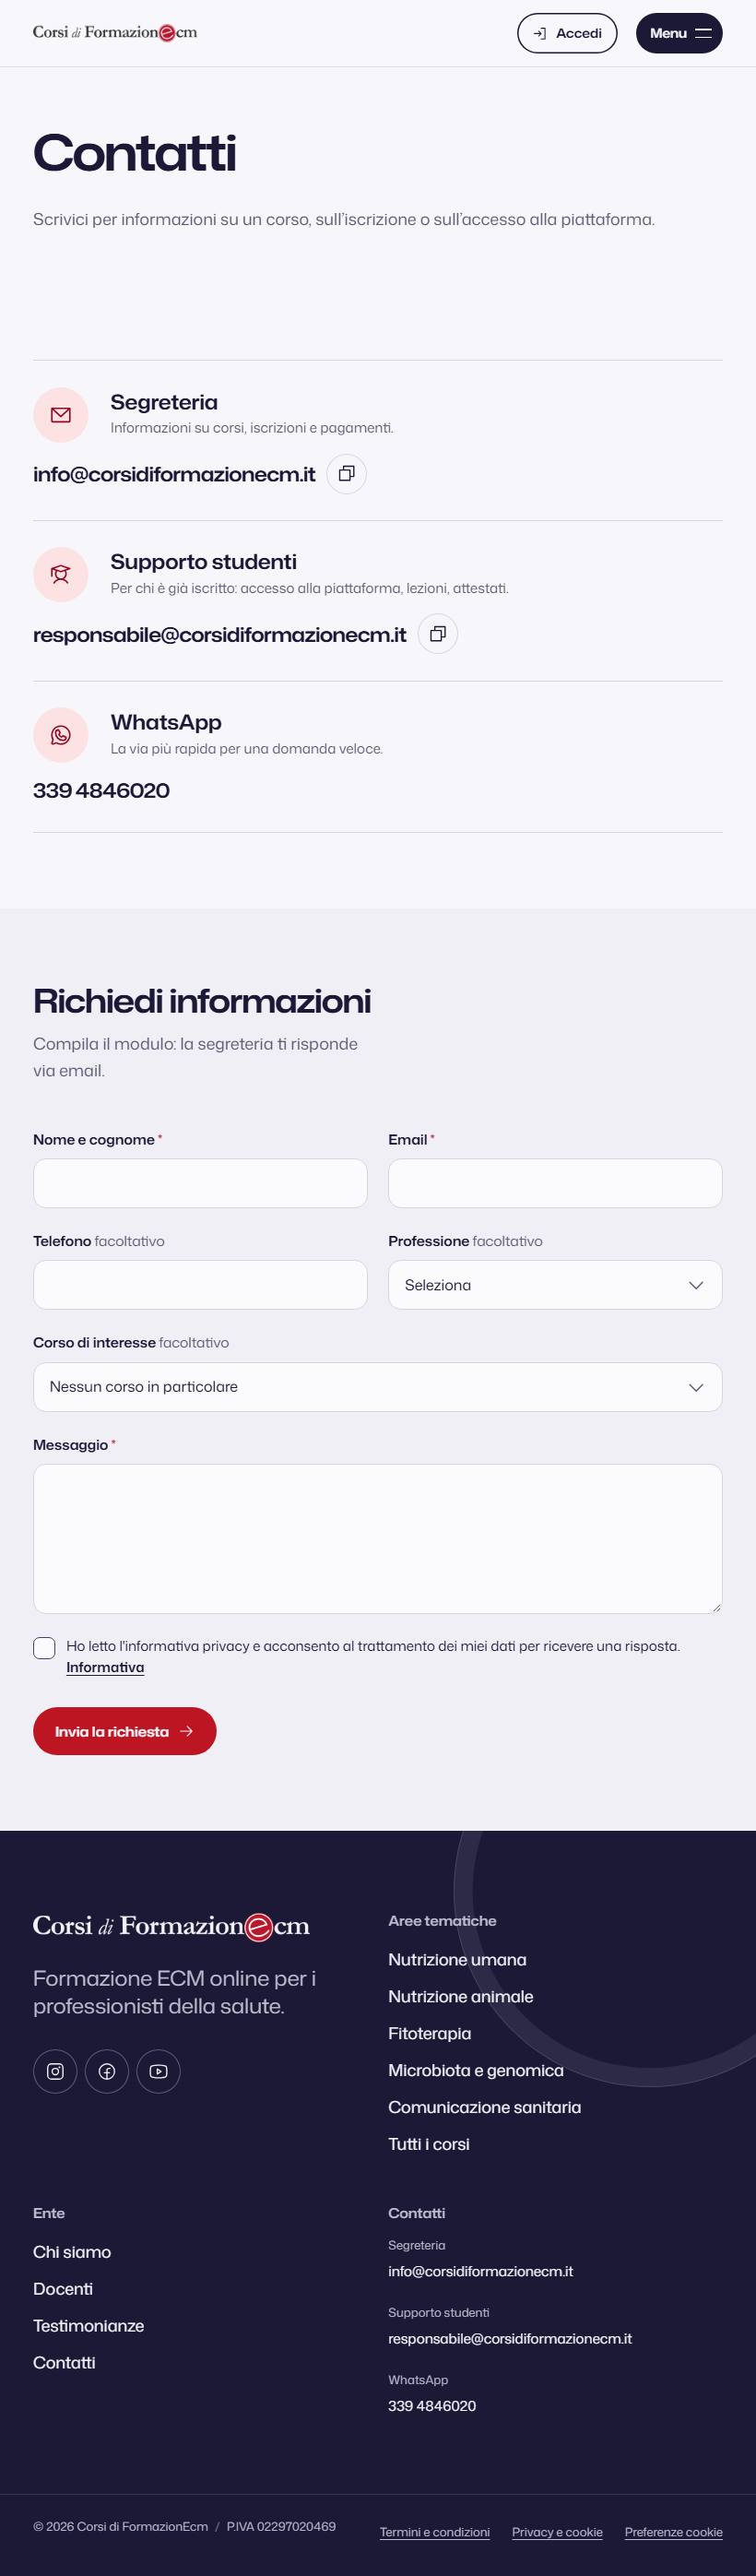 Corsi di Formazionecm
Accedi
Menu
Contatti
Scrivici per informazioni su un corso, sull’iscrizione o sull’accesso alla piattaforma.
Segreteria
Informazioni su corsi, iscrizioni e pagamenti.
info@corsidiformazionecm.it
Supporto studenti
Per chi è già iscritto: accesso alla piattaforma, lezioni, attestati.
responsabile@corsidiformazionecm.it
WhatsApp
La via più rapida per una domanda veloce.
339 4846020
Richiedi informazioni
Compila il modulo: la segreteria ti risponde
via email.
Nome e cognome *
Email *
Telefono facoltativo
Professione facoltativo
Seleziona
Corso di interesse facoltativo
Nessun corso in particolare
Messaggio *
Ho letto l'informativa privacy e acconsento al trattamento dei miei dati per ricevere una risposta.
Informativa
Invia la richiesta
Corsi di Formazionecm
Formazione ECM online per i
professionisti della salute.
Aree tematiche
Nutrizione umana
Nutrizione animale
Fitoterapia
Microbiota e genomica
Comunicazione sanitaria
Tutti i corsi
Ente
Chi siamo
Docenti
Testimonianze
Contatti
Contatti
Segreteria
info@corsidiformazionecm.it
Supporto studenti
responsabile@corsidiformazionecm.it
WhatsApp
339 4846020
© 2026 Corsi di FormazionEcm / P.IVA 02297020469
Termini e condizioni
Privacy e cookie
Preferenze cookie